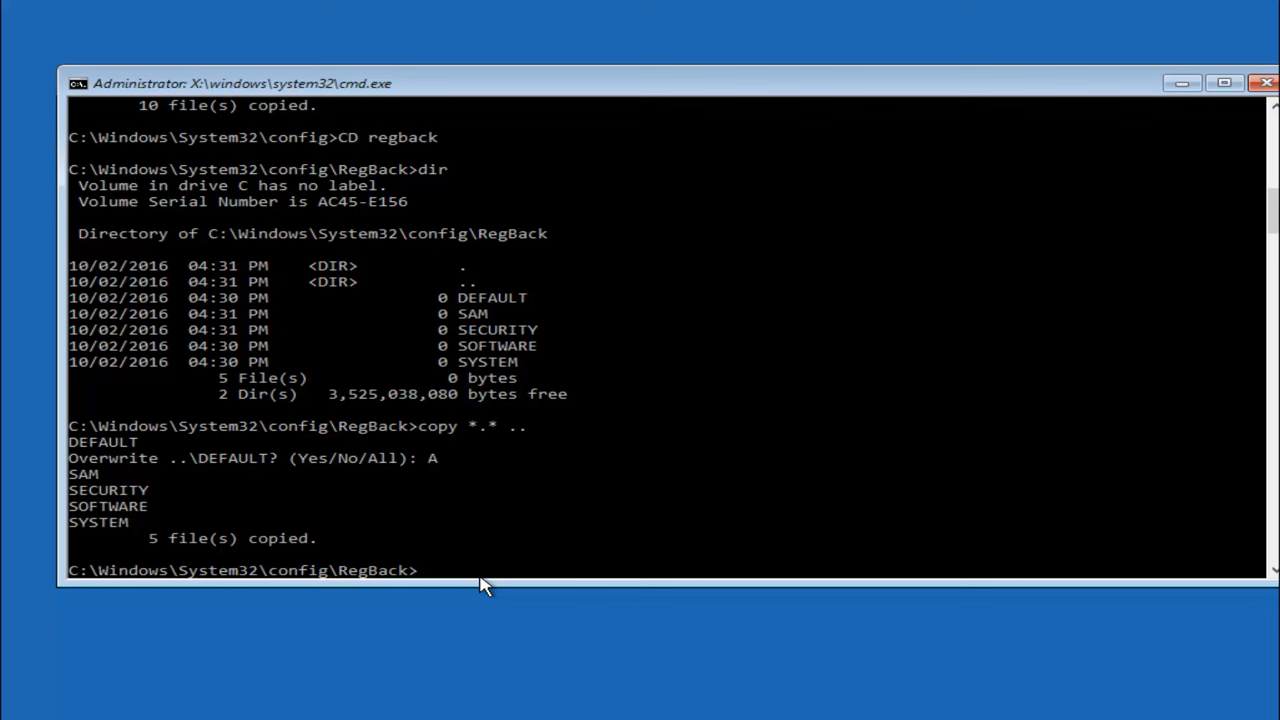 Administrator: X:\windows\system32\cmd.exe
10 file(s) copied.
C:\Windows\System32\config>CD regback
C:\Windows\System32\config\RegBack>dir
Volume in drive C has no label.
Volume Serial Number is AC45-E156
Directory of C:\Windows\System32\config\RegBack
10/02/2016  04:31 PM    <DIR>          .
10/02/2016  04:31 PM    <DIR>          ..
10/02/2016  04:30 PM                 0 DEFAULT
10/02/2016  04:31 PM                 0 SAM
10/02/2016  04:31 PM                 0 SECURITY
10/02/2016  04:30 PM                 0 SOFTWARE
10/02/2016  04:30 PM                 0 SYSTEM
5 File(s)              0 bytes
2 Dir(s)   3,525,038,080 bytes free
C:\Windows\System32\config\RegBack>copy *.* ..
DEFAULT
Overwrite ..\DEFAULT? (Yes/No/All): A
SAM
SECURITY
SOFTWARE
SYSTEM
5 file(s) copied.
C:\Windows\System32\config\RegBack>